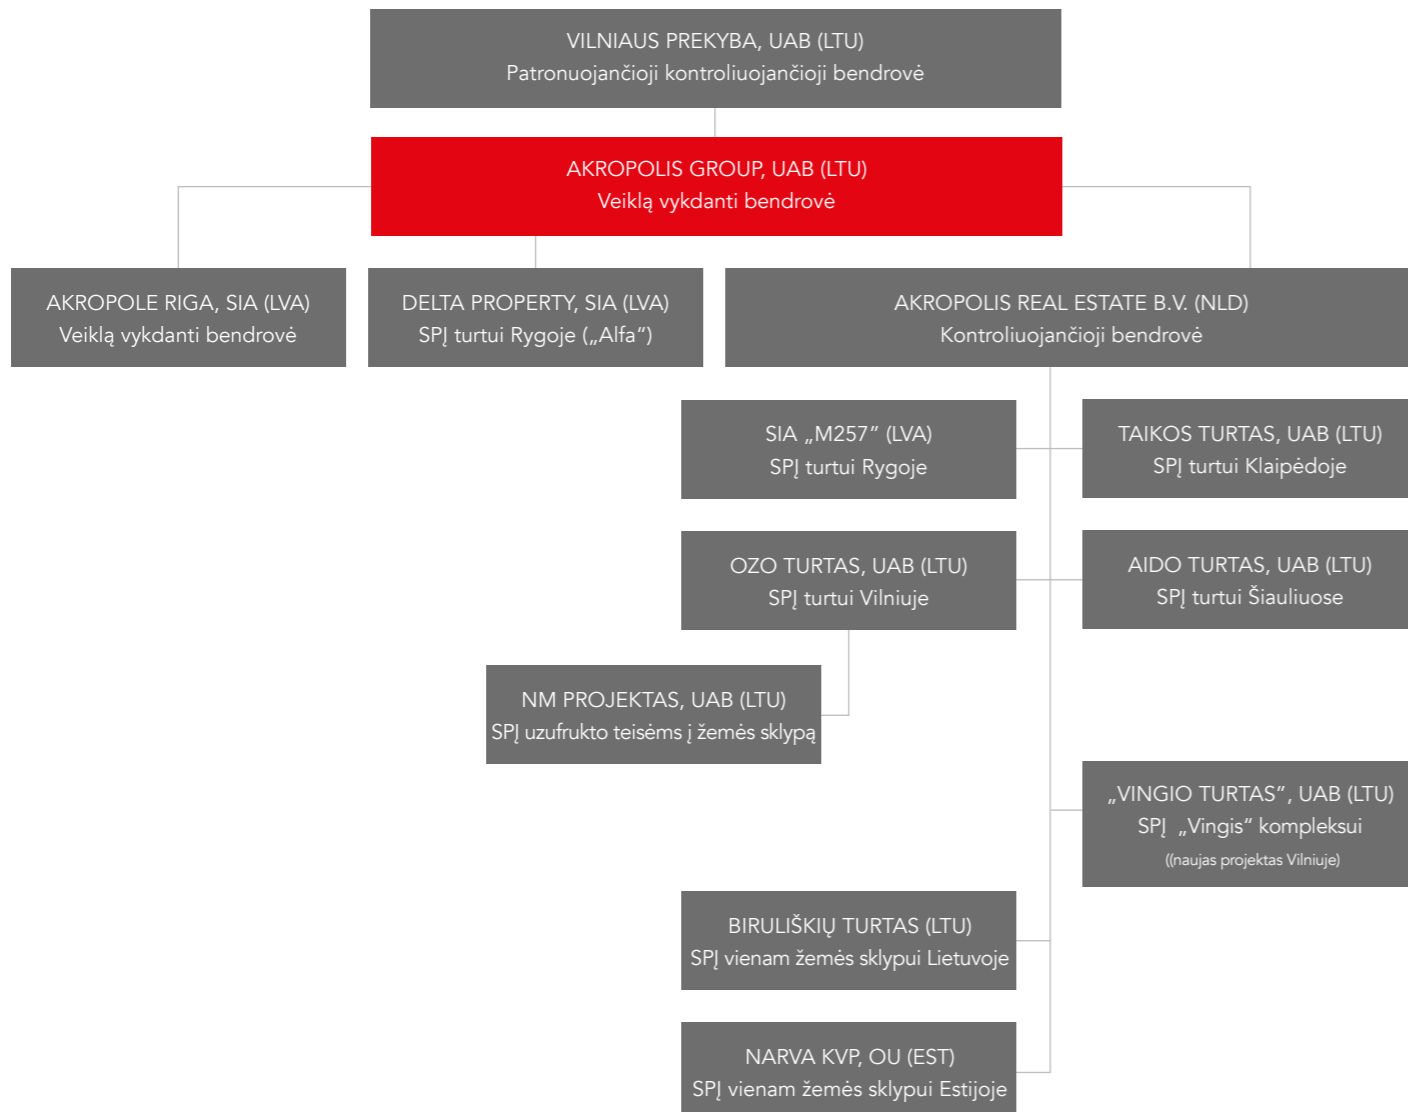 VILNIAUS PREKYBA, UAB (LTU)
Patronuojančioji kontroliuojančioji bendrovė
AKROPOLIS GROUP, UAB (LTU)
Veiklą vykdanti bendrovė
AKROPOLE RIGA, SIA (LVA)
Veiklą vykdanti bendrovė
DELTA PROPERTY, SIA (LVA)
SPĮ turtui Rygoje („Alfa“)
AKROPOLIS REAL ESTATE B.V. (NLD)
Kontroliuojančioji bendrovė
SIA „M257“ (LVA)
SPĮ turtui Rygoje
TAIKOS TURTAS, UAB (LTU)
SPĮ turtui Klaipėdoje
OZO TURTAS, UAB (LTU)
SPĮ turtui Vilniuje
AIDO TURTAS, UAB (LTU)
SPĮ turtui Šiauliuose
NM PROJEKTAS, UAB (LTU)
SPĮ uzufrukto teisėms į žemės sklypą
„VINGIO TURTAS“, UAB (LTU)
SPĮ „Vingis“ kompleksui
((naujas projektas Vilniuje)
BIRULIŠKIŲ TURTAS (LTU)
SPĮ vienam žemės sklypui Lietuvoje
NARVA KVP, OU (EST)
SPĮ vienam žemės sklypui Estijoje